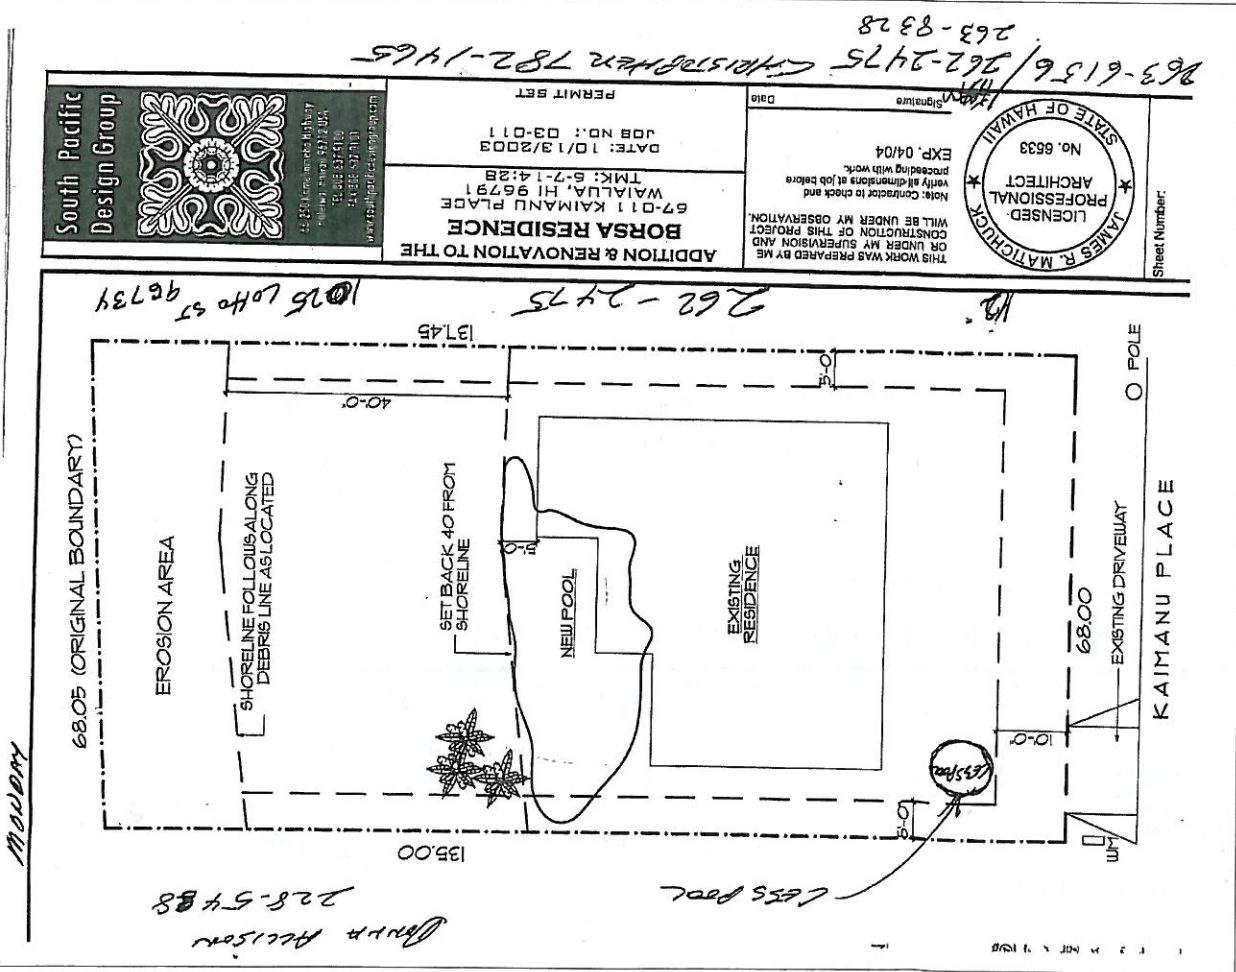 263-8328
263-6156 / 262-2475 CHRISTOPHER 782-1465
South Pacific
Design Group
PERMIT SET
JOB NO.: 03-011
DATE: 10/13/2003
TMK: 6-7-14:28
WAIALUA, HI 96791
67-011 KAIMANU PLACE
BORSA RESIDENCE
ADDITION & RENOVATION TO THE
Signature
Date
EXP. 04/04
Note: Contractor to check and
verify all dimensions at job before
proceeding with work.
THIS WORK WAS PREPARED BY ME
OR UNDER MY SUPERVISION AND
CONSTRUCTION OF THIS PROJECT
WILL BE UNDER MY OBSERVATION.
JAMES R. MATICHUCK
LICENSED
PROFESSIONAL
ARCHITECT
No. 6633
STATE OF HAWAII
Sheet Number:
LOHO ST
96734
262-2475
1/2"
137.45
40'-0"
5'-0
O POLE
68.05 (ORIGINAL BOUNDARY)
EROSION AREA
SHORELINE FOLLOWS ALONG
DEBRIS LINE AS LOCATED
SET BACK 40 FROM
SHORELINE
5'-0
NEW POOL
EXISTING
RESIDENCE
68.00
EXISTING DRIVEWAY
KAIMANU PLACE
10'-0"
CESSPOOL
5'-0
WM
135.00
CESS POOL
MONDAY
DONNA ALLISON